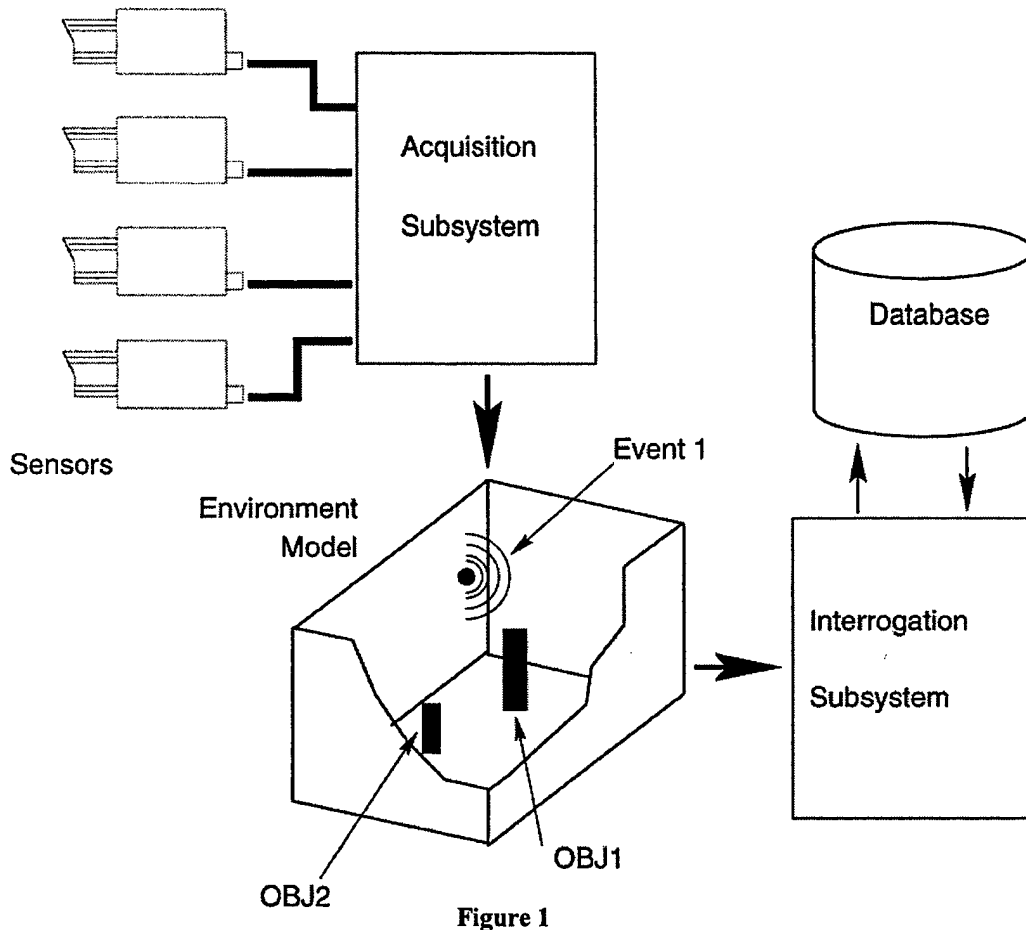 Acquisition
Subsystem
Database
Sensors
Event 1
Environment
Model
Interrogation
Subsystem
OBJ1
OBJ2
Figure 1